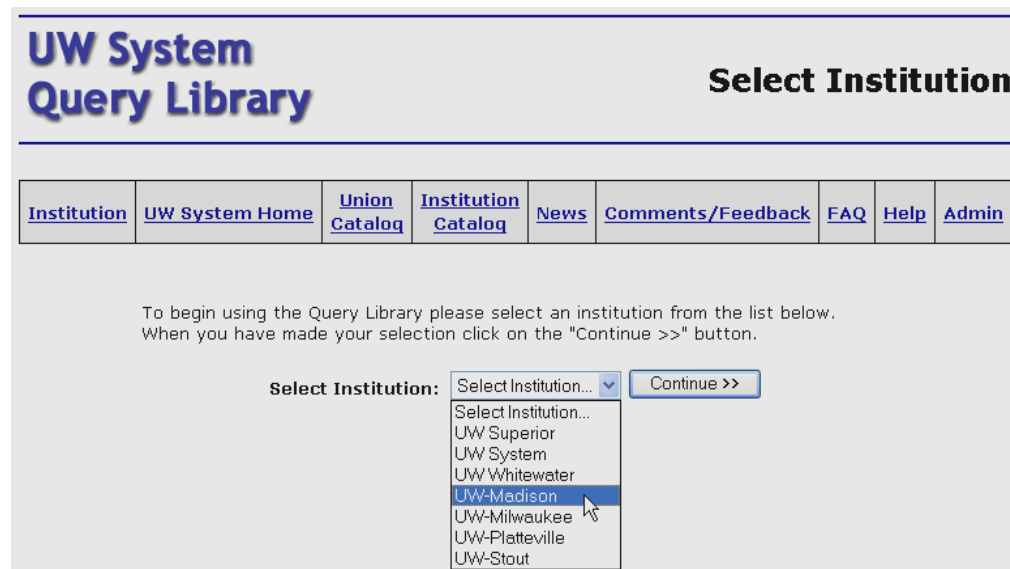 UW System
Query Library
Select Institution
Institution UW System Home Union Catalog Institution Catalog News Comments/Feedback FAQ Help Admin
To begin using the Query Library please select an institution from the list below.
When you have made your selection click on the "Continue >>" button.
Select Institution: Select Institution... Continue >>
Select Institution...
UW Superior
UW System
UW Whitewater
UW-Madison
UW-Milwaukee
UW-Platteville
UW-Stout